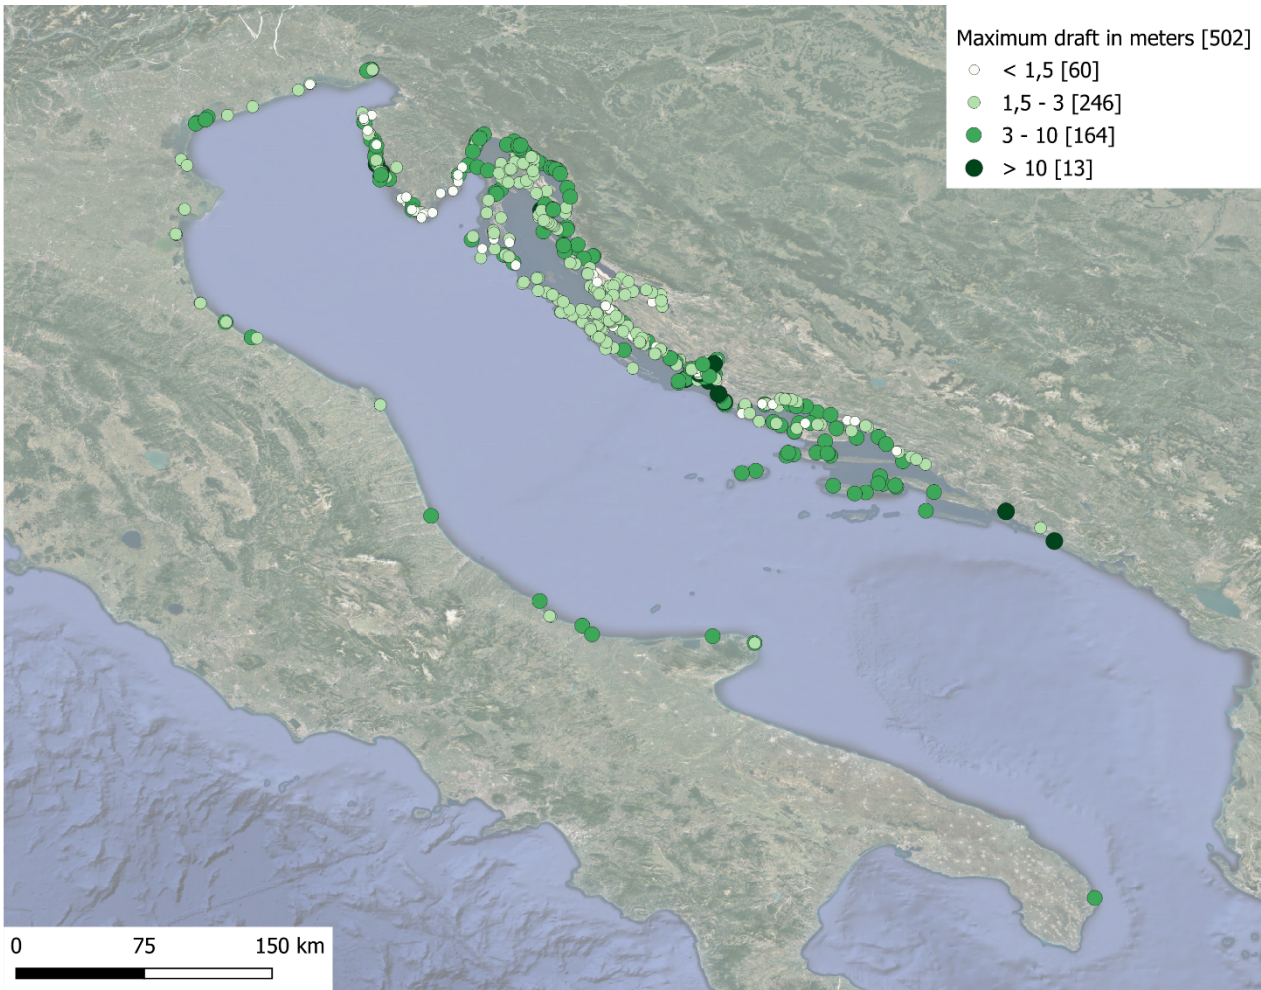 Maximum draft in meters [502]
< 1,5 [60]
1,5 - 3 [246]
3 - 10 [164]
> 10 [13]
0 75 150 km